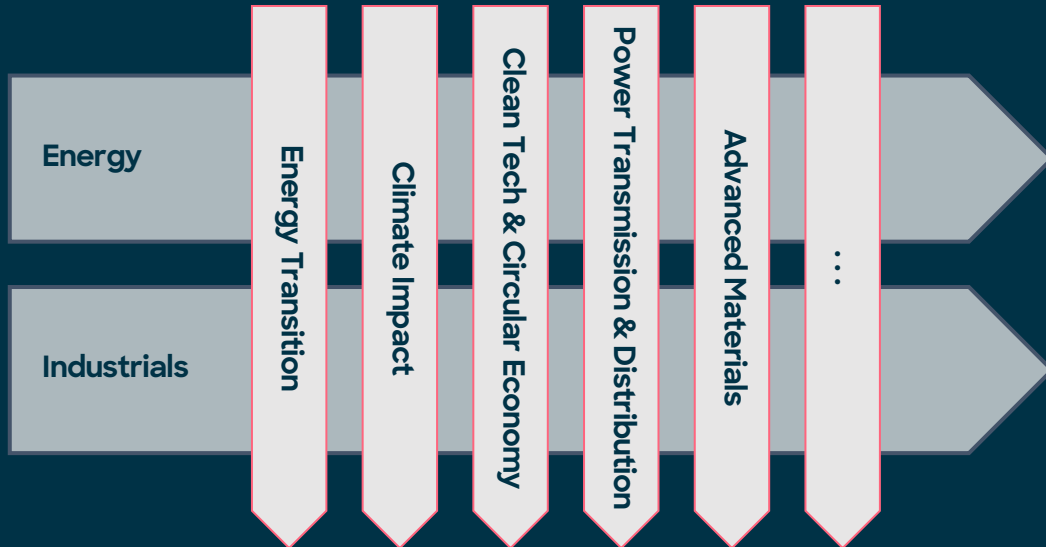 Energy
Industrials
Energy Transition
Climate Impact
Clean Tech & Circular Economy
Power Transmission & Distribution
Advanced Materials
...